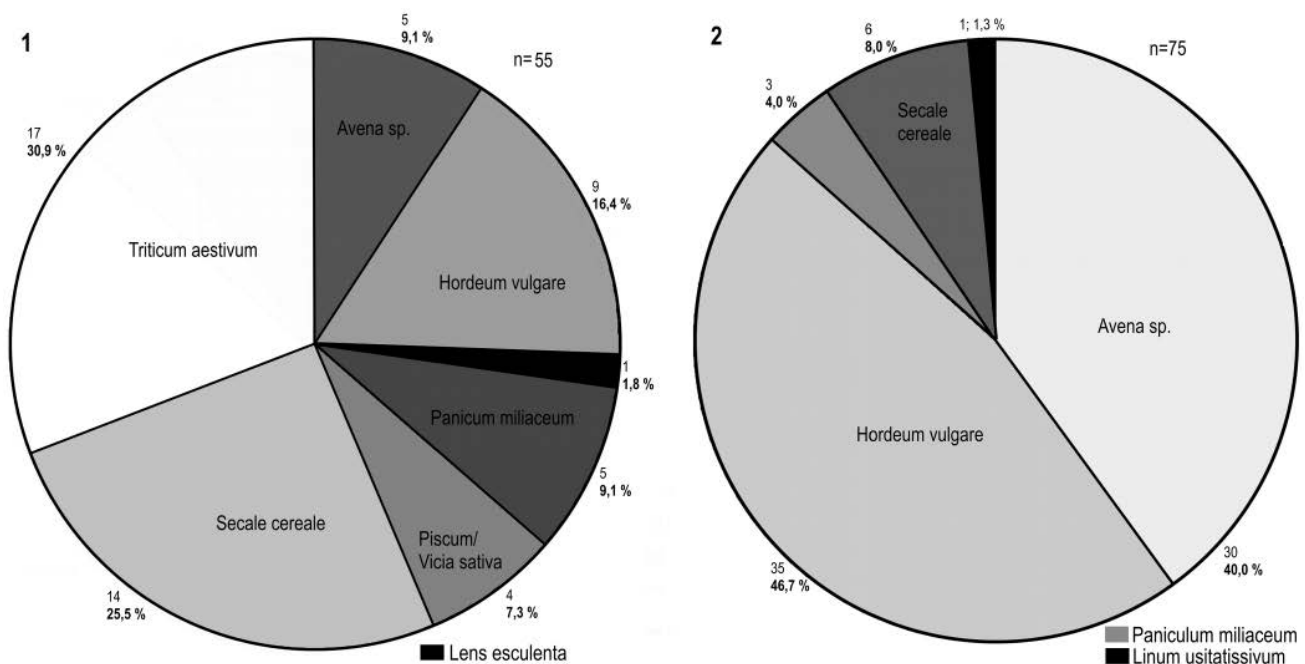 1
5
9,1 %
n=55
Avena sp.
9
16,4 %
Hordeum vulgare
1
1,8 %
Panicum miliaceum
5
9,1 %
Piscum/
Vicia sativa
4
7,3 %
Secale cereale
14
25,5 %
17
30,9 %
Triticum aestivum
Lens esculenta
2
1; 1,3 %
n=75
6
8,0 %
Secale
cereale
3
4,0 %
Avena sp.
30
40,0 %
Hordeum vulgare
35
46,7 %
Paniculum miliaceum
Linum usitatissivum